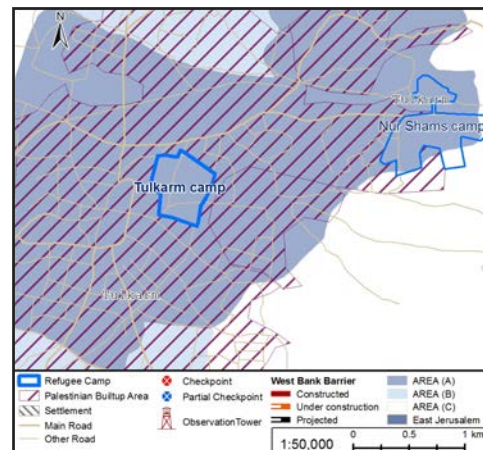 N
Tulkarm
Nur Shams camp
Tulkarm camp
Tulkarm
Refugee Camp
Palestinian Builtup Area
Settlement
Main Road
Other Road
Checkpoint
Partial Checkpoint
ObservationTower
West Bank Barrier
Constructed
Under construction
Projected
AREA (A)
AREA (B)
AREA (C)
East Jerusalem
1:50,000
0 0.5 1 km